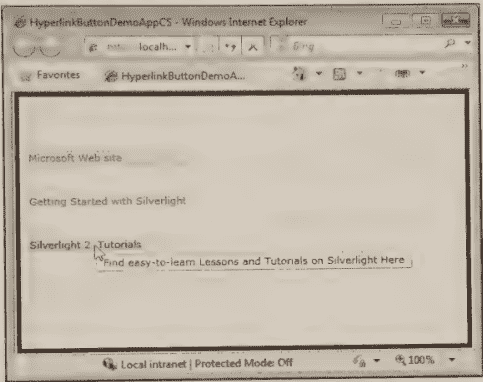 HyperlinkButtonDemoAppCS - Windows Internet Explorer
localh...
Bing
Favorites HyperlinkButtonDemoA...
Microsoft Web site
Getting Started with Silverlight
Silverlight 2 Tutorials
Find easy-to-learn Lessons and Tutorials on Silverlight Here
Local intranet | Protected Mode: Off 100%